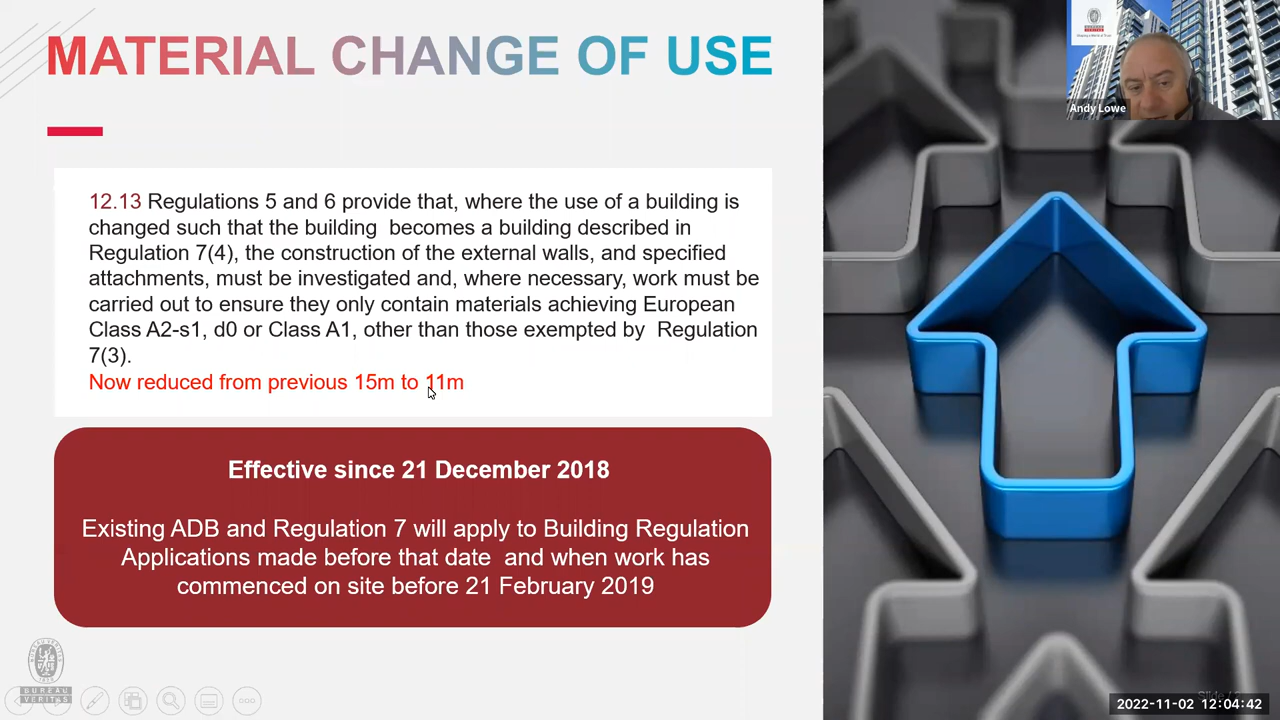 MATERIAL CHANGE OF USE
Andy Lowe
12.13 Regulations 5 and 6 provide that, where the use of a building is
changed such that the building becomes a building described in
Regulation 7(4), the construction of the external walls, and specified
attachments, must be investigated and, where necessary, work must be
carried out to ensure they only contain materials achieving European
Class A2-s1, d0 or Class A1, other than those exempted by Regulation
7(3).
Now reduced from previous 15m to 11m
Effective since 21 December 2018
Existing ADB and Regulation 7 will apply to Building Regulation
Applications made before that date and when work has
commenced on site before 21 February 2019
BUREAU
VERITAS
2022-11-02 12:04:42